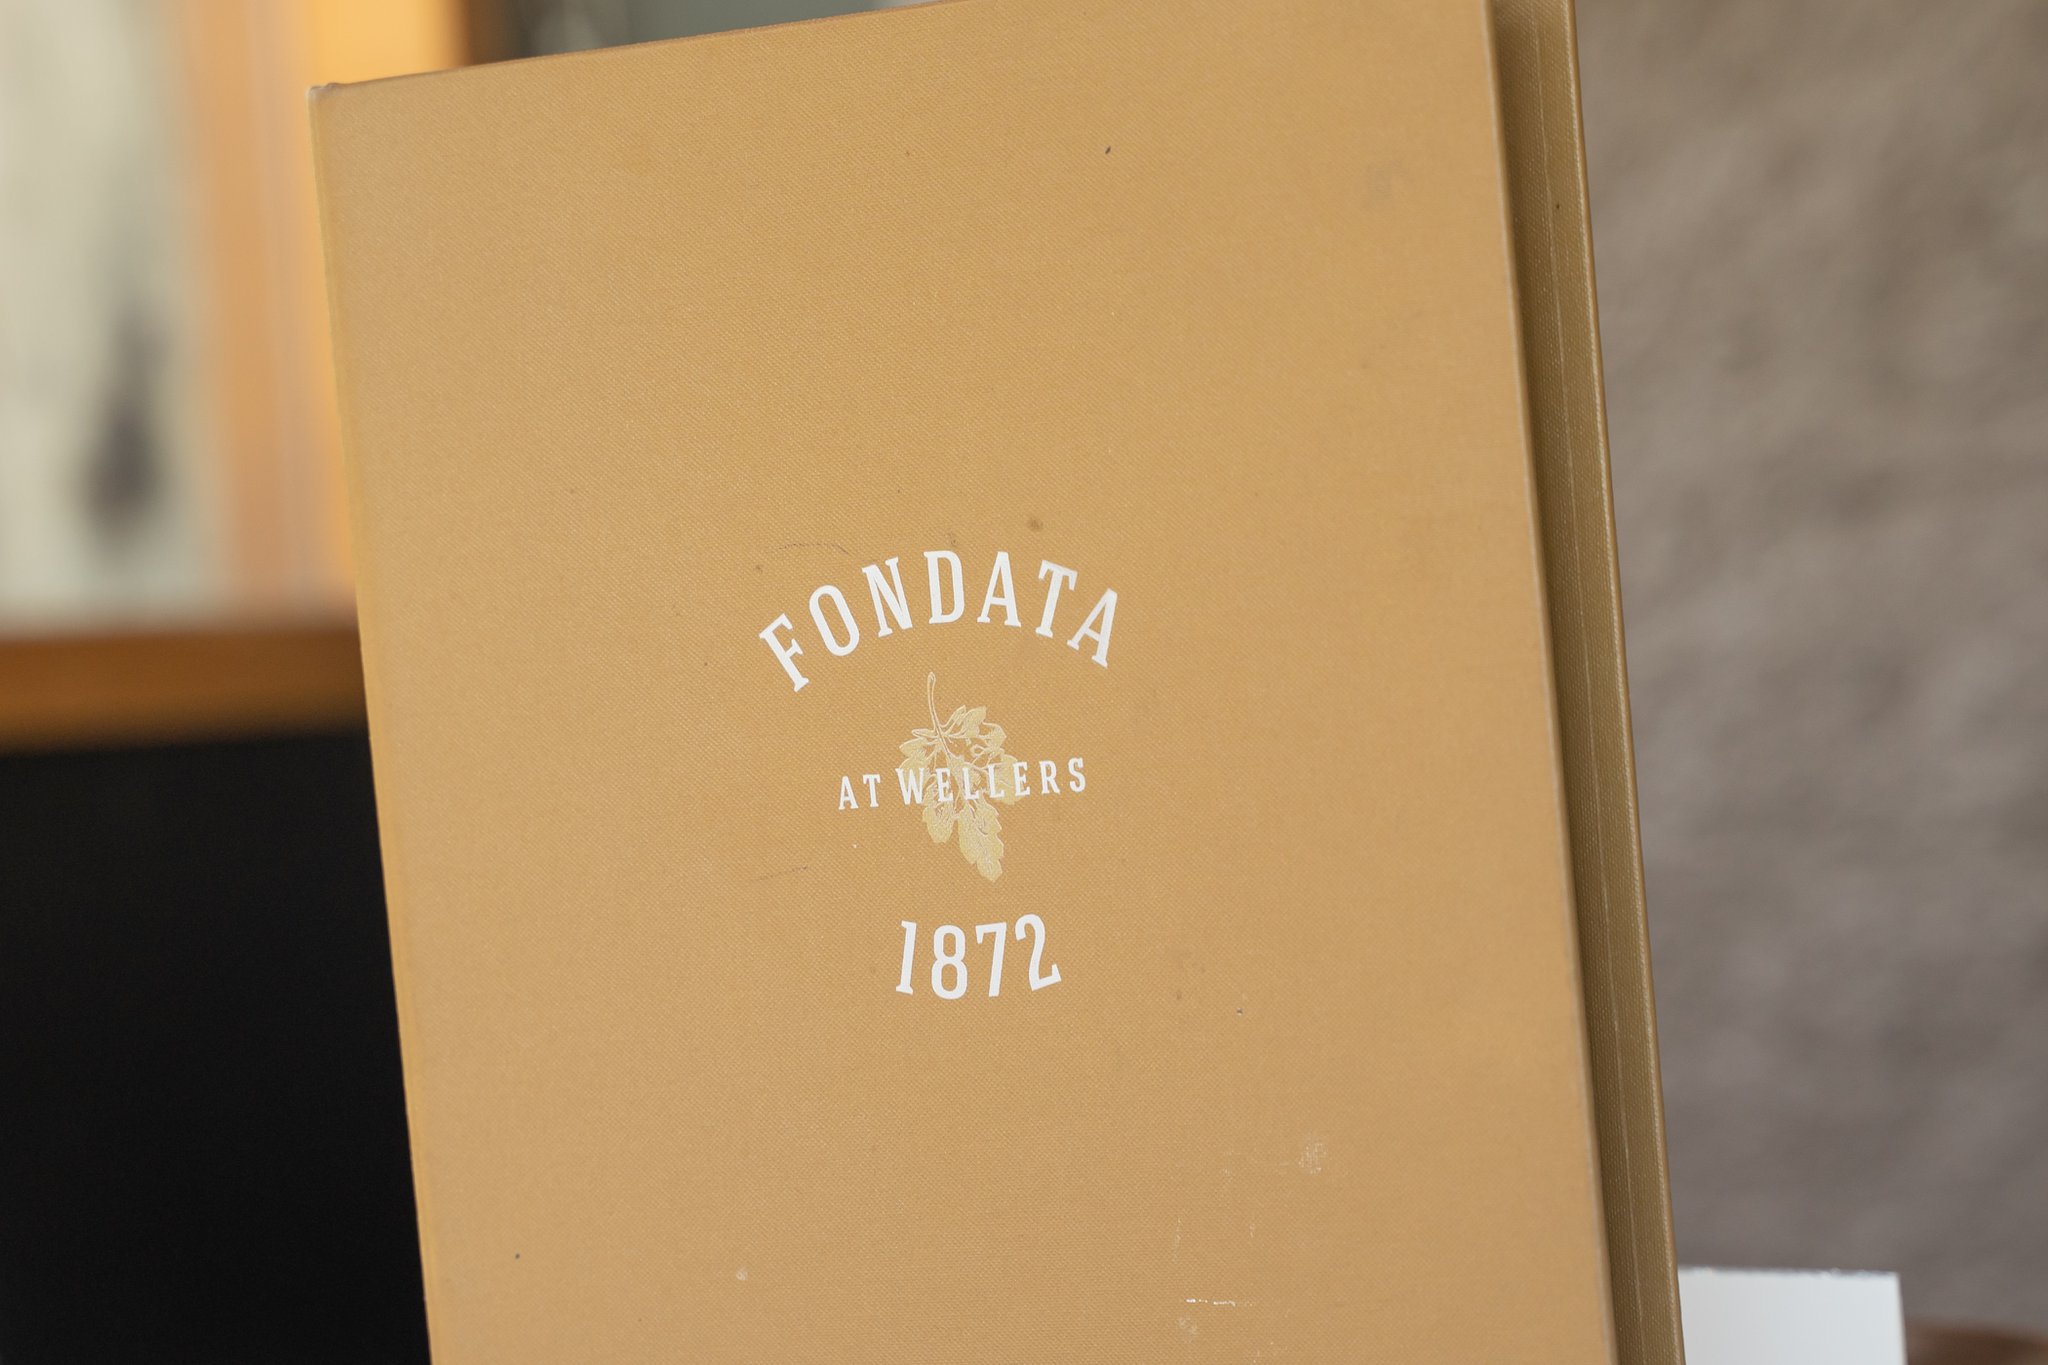 FONDATA
AT WELLERS
1872